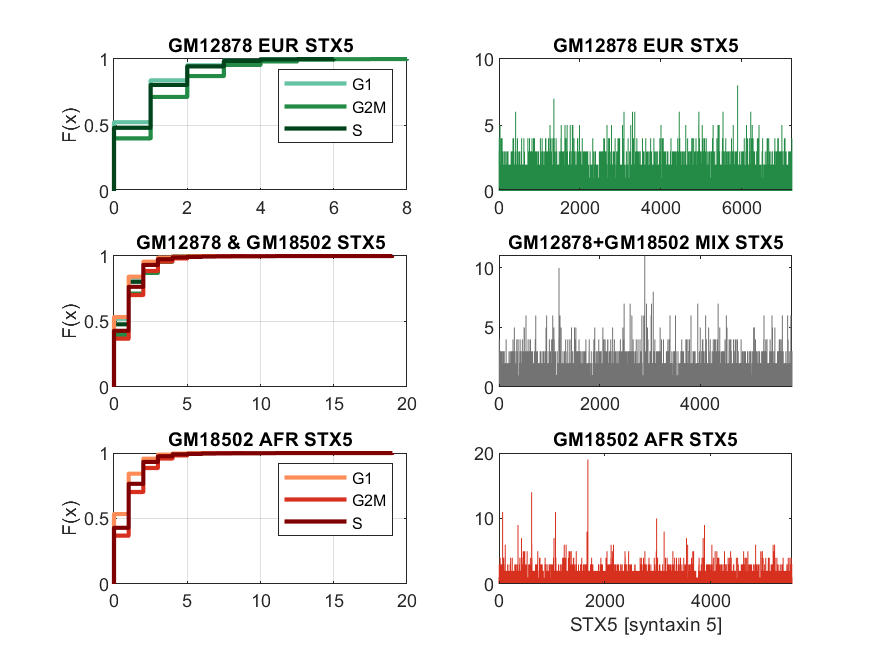 GM12878 EUR STX5
F(x)
1
0.5
0
0 2 4 6 8
G1
G2M
S
GM12878 EUR STX5
10
5
0
0 2000 4000 6000
GM12878 & GM18502 STX5
F(x)
1
0.5
0
0 5 10 15 20
GM12878+GM18502 MIX STX5
10
5
0
0 2000 4000
GM18502 AFR STX5
F(x)
1
0.5
0
0 5 10 15 20
G1
G2M
S
GM18502 AFR STX5
20
10
0
0 2000 4000
STX5 [syntaxin 5]